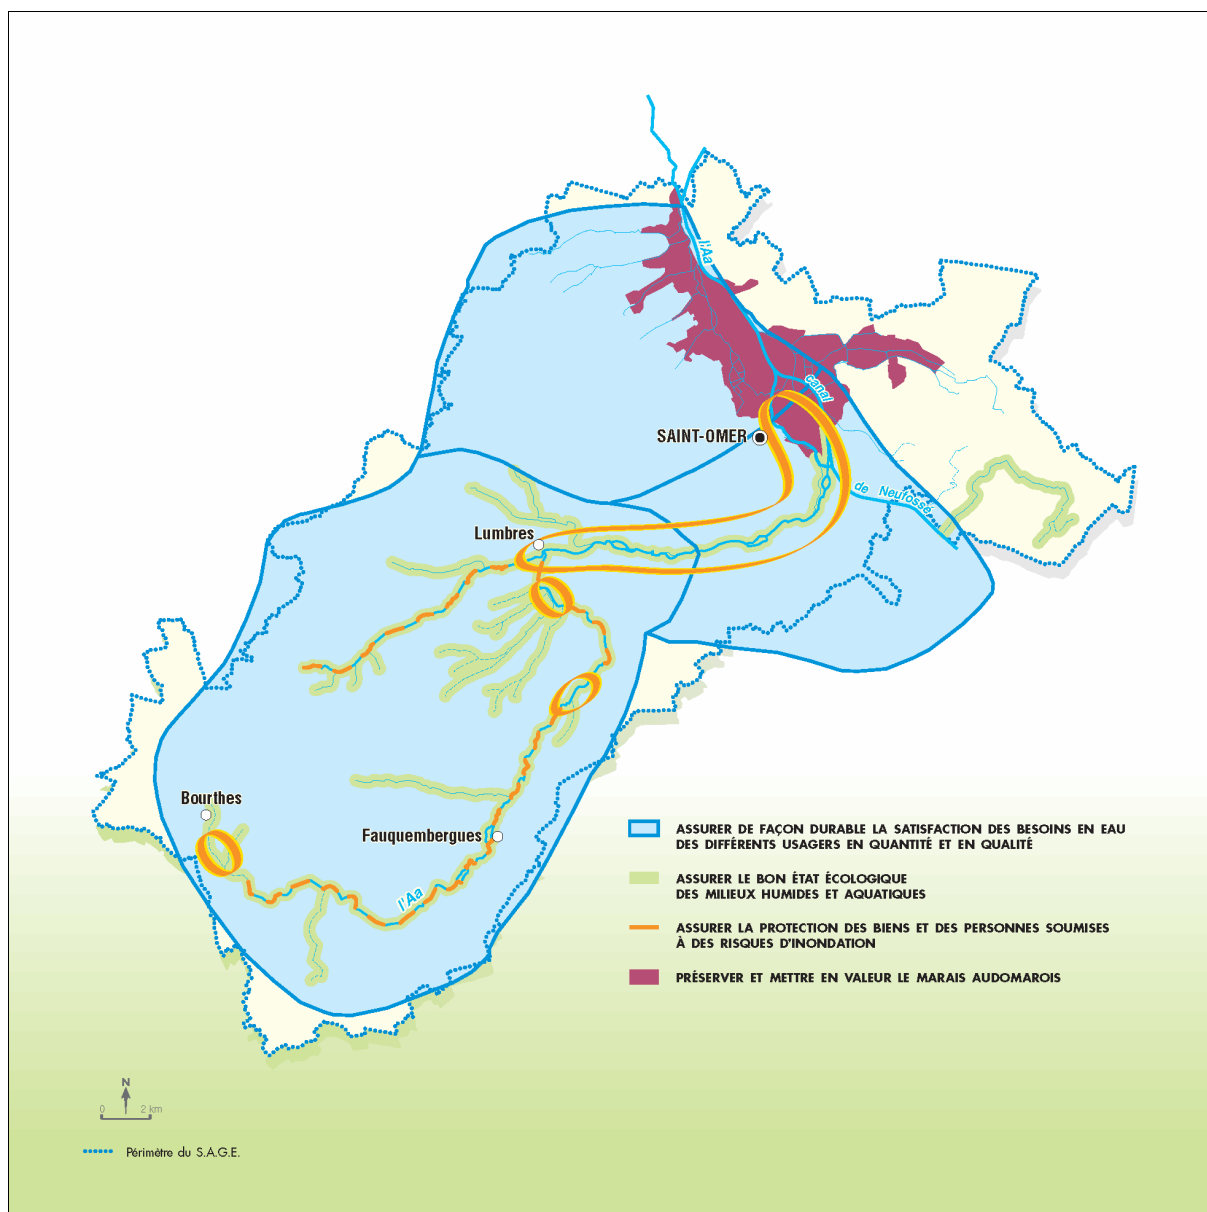 l'Aa
canal
SAINT-OMER
de Neufossé
Lumbres
Bourthes
Fauquembergues
l'Aa
ASSURER DE FAÇON DURABLE LA SATISFACTION DES BESOINS EN EAU
DES DIFFÉRENTS USAGERS EN QUANTITÉ ET EN QUALITÉ
ASSURER LE BON ÉTAT ÉCOLOGIQUE
DES MILIEUX HUMIDES ET AQUATIQUES
ASSURER LA PROTECTION DES BIENS ET DES PERSONNES SOUMISES
À DES RISQUES D'INONDATION
PRÉSERVER ET METTRE EN VALEUR LE MARAIS AUDOMAROIS
N
0 2 km
Périmètre du S.A.G.E.